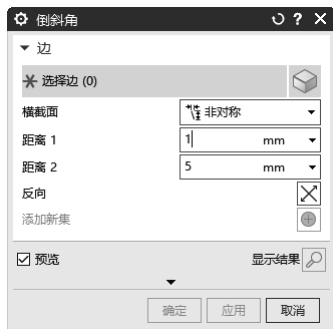 倒斜角
边
选择边 (0)
横截面 非对称
距离 1 1 mm
距离 2 5 mm
反向
添加新集
预览 显示结果
确定 应用 取消